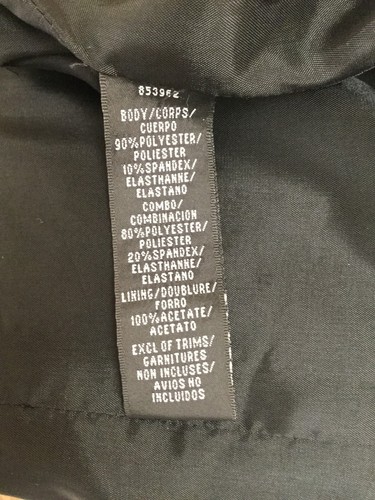 853962
BODY/CORPS/
CUERPO
90%POLYESTER/
POLIESTER
10%SPANDEX/
ELASTHANNE/
ELASTANO
COMBO/
COMBINACION
80%POLYESTER/
POLIESTER
20%SPANDEX/
ELASTHANNE/
ELASTANO
LINING/DOUBLURE/
FORRO
100%ACETATE/
ACETATO
EXCL OF TRIMS/
GARNITURES
NON INCLUSES/
AVIOS NO
INCLUIDOS